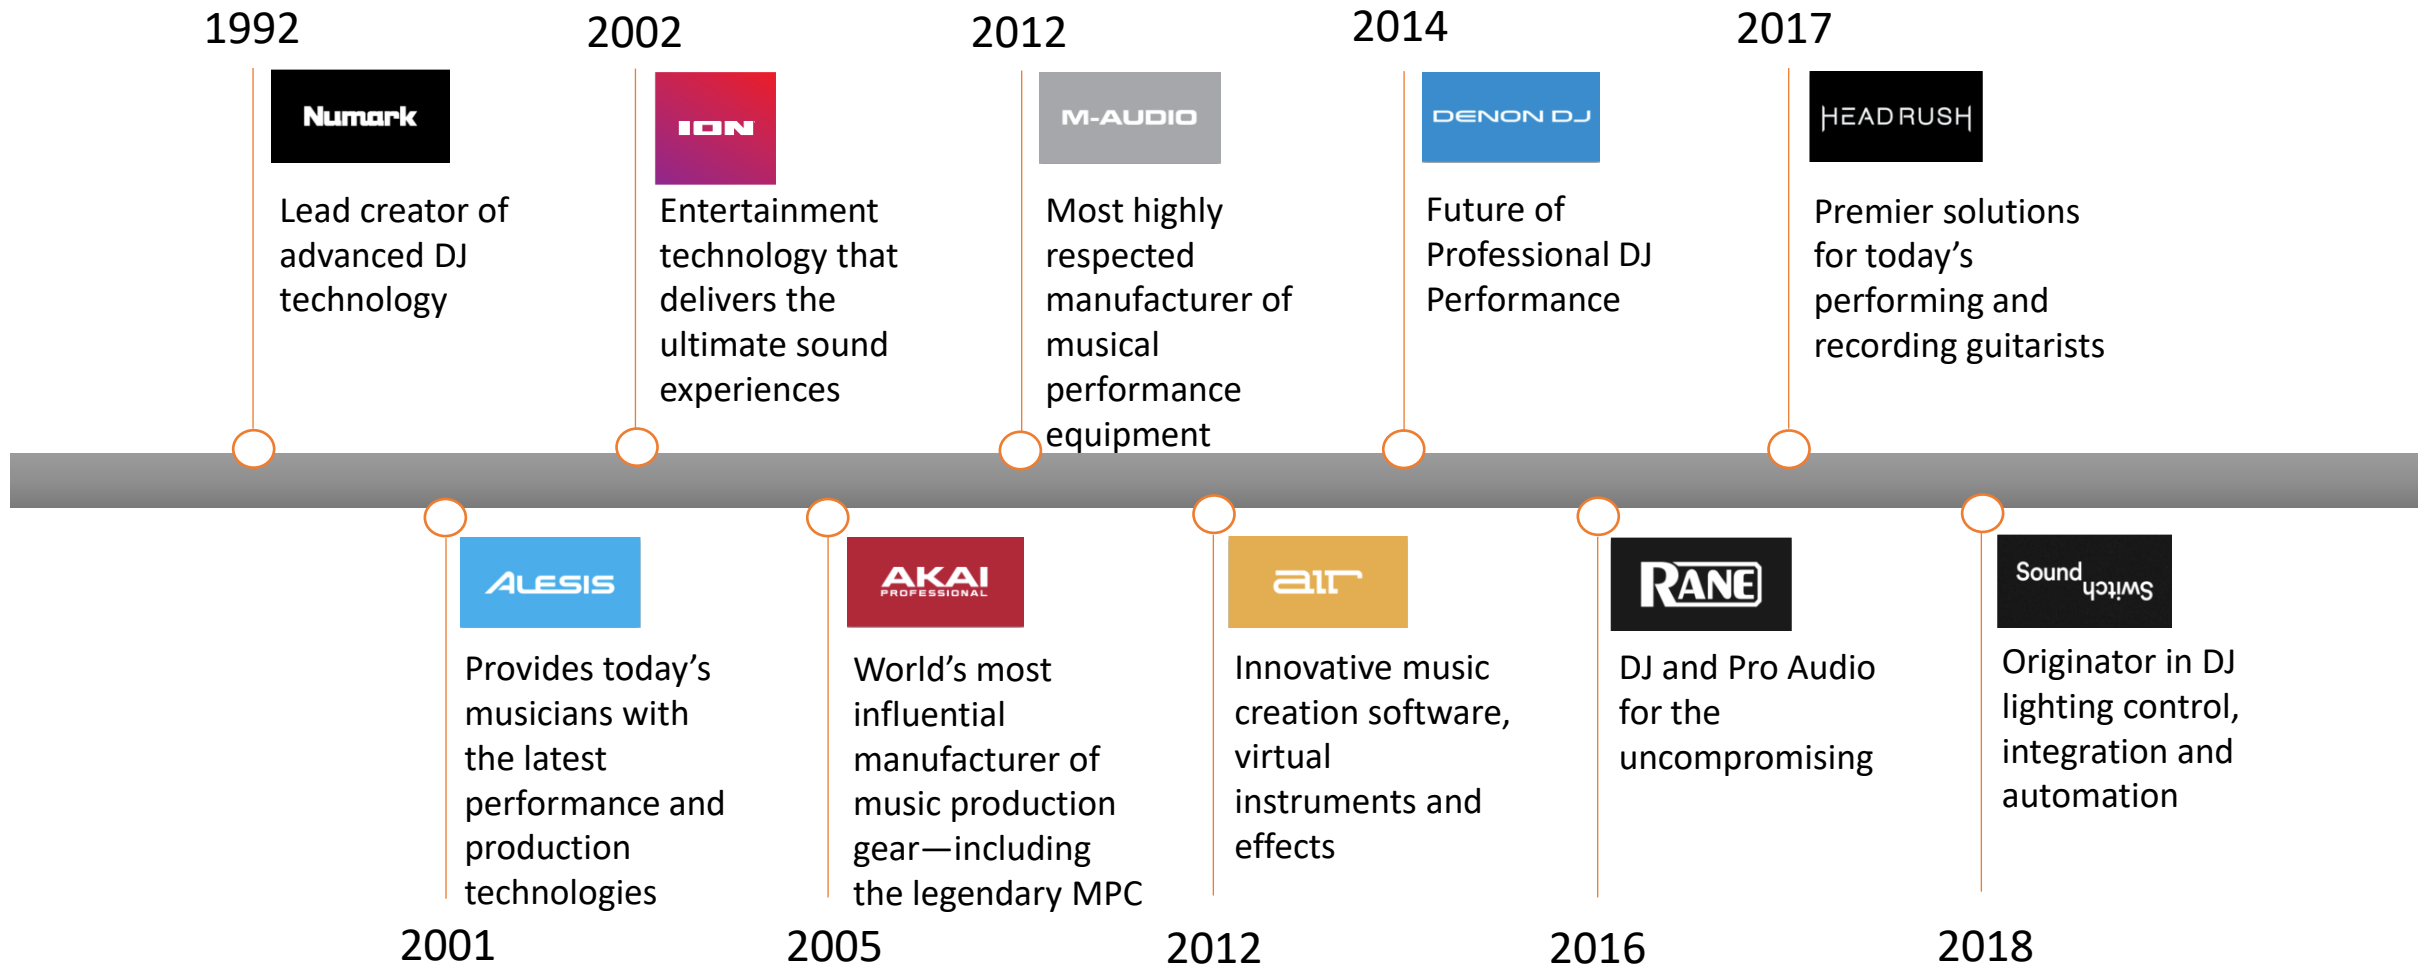 1992
Numark
Lead creator of
advanced DJ
technology
2002
ION
Entertainment
technology that
delivers the
ultimate sound
experiences
2012
M-AUDIO
Most highly
respected
manufacturer of
musical
performance
equipment
2014
DENON DJ
Future of
Professional DJ
Performance
2017
HEADRUSH
Premier solutions
for today’s
performing and
recording guitarists
ALESIS
Provides today’s
musicians with
the latest
performance and
production
technologies
2001
AKAI
PROFESSIONAL
World’s most
influential
manufacturer of
music production
gear—including
the legendary MPC
2005
air
Innovative music
creation software,
virtual
instruments and
effects
2012
RANE
DJ and Pro Audio
for the
uncompromising
2016
Sound
Switch
Originator in DJ
lighting control,
integration and
automation
2018